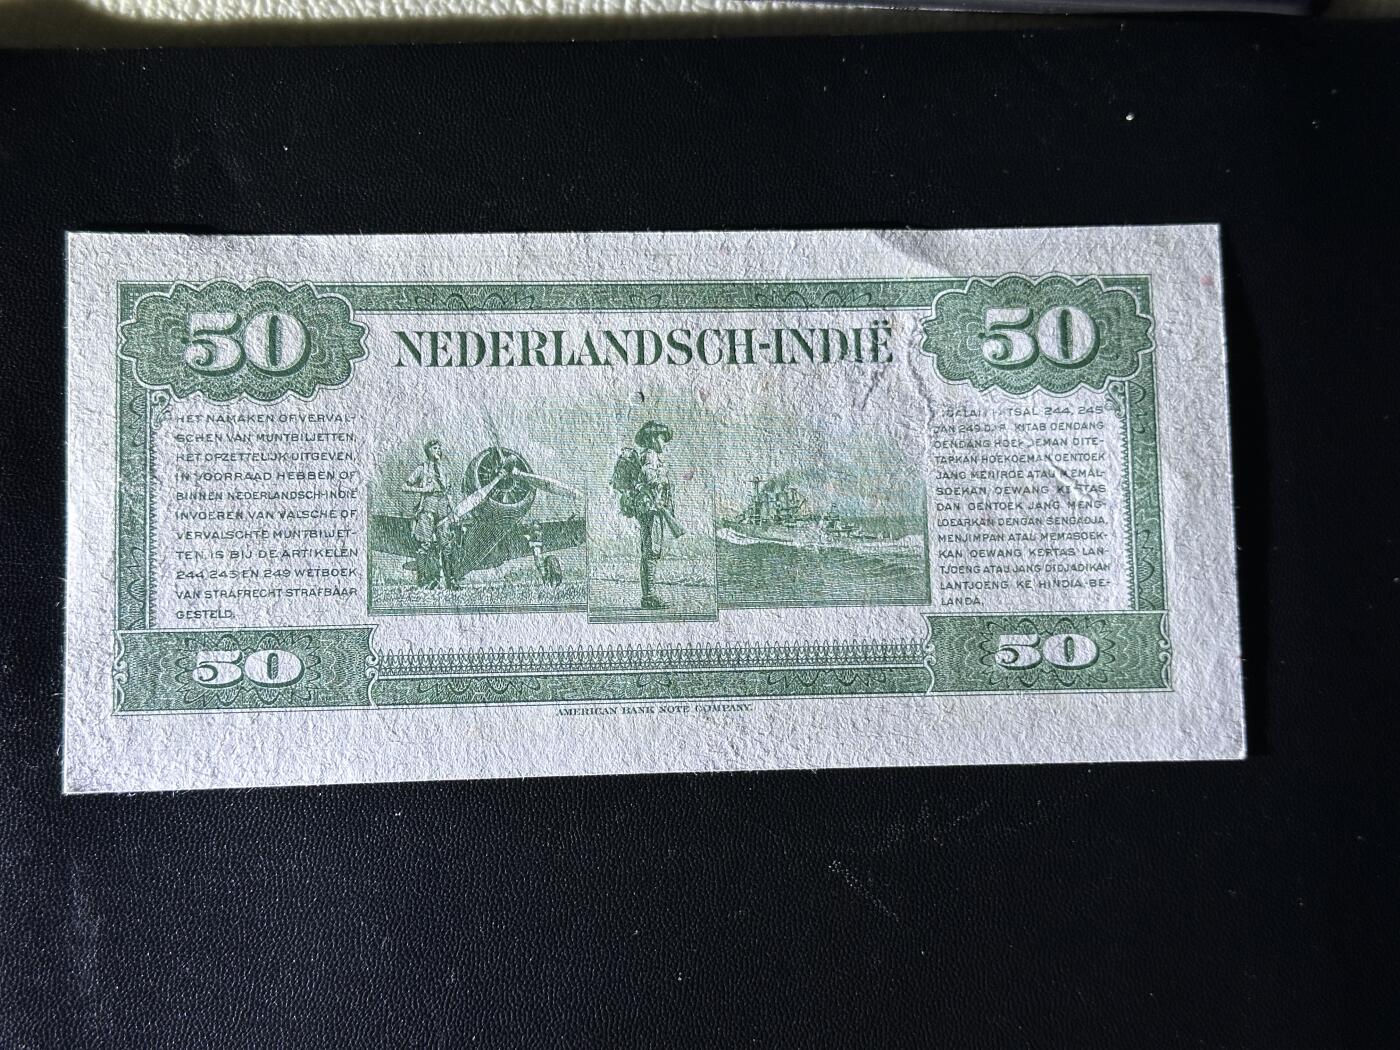 50
50
NEDERLANDSCH-INDIË
HET NAMAKEN OF VERVAL-
SCHEN VAN MUNTBILJETTEN,
HET OPZETTELIJK UITGEVEN,
IN VOORRAAD HEBBEN OF
BINNEN NEDERLANDSCH-INDIË
INVOEREN VAN VALSCHE OF
VERVALSCHTE MUNTBILJET-
TEN, IS BIJ DE ARTIKELEN
244, 245 EN 249 WETBOEK
VAN STRAFRECHT STRAFBAAR
GESTELD.
FATSAL 244, 245
DAN 249 KITAB OENDANG
OENDANG HOEKOEMAN DITE-
TAPKAN HOEKOEMAN OENTOEK
JANG MENIROE ATAU MEMAL-
SOEKAN OEWANG KERTAS
DAN OENTOEK JANG MENG-
LOEARKAN DENGAN SENGADJA,
MENJIMPAN ATAU MEMASOEK-
KAN OEWANG KERTAS LAN-
TJOENG ATAU JANG DIDJADIKAN
LANTJOENG KE HINDIA-BE-
LANDA.
50
50
AMERICAN BANK NOTE COMPANY.